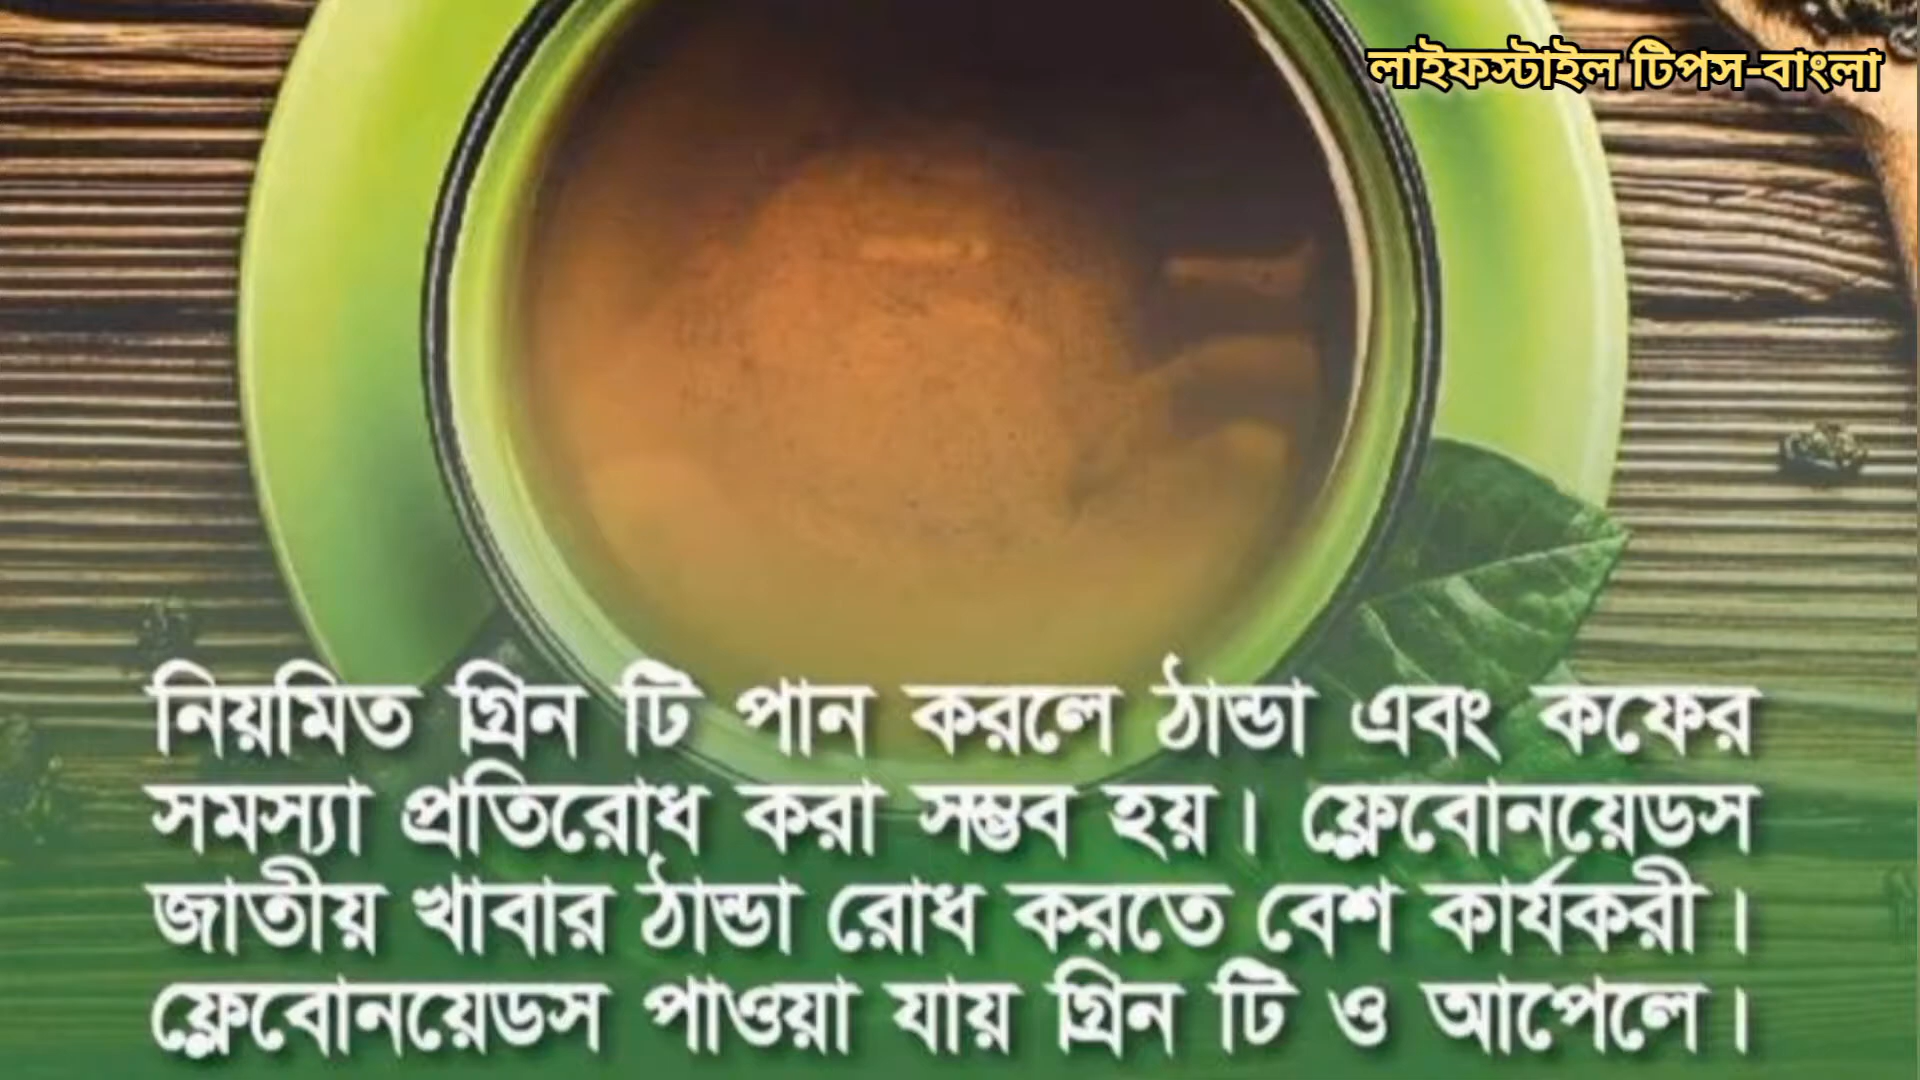 লাইফস্টাইল টিপস-বাংলা
নিয়মিত গ্রিন টি পান করলে ঠান্ডা এবং কফের
সমস্যা প্রতিরোধ করা সম্ভব হয়। ফ্লেবোনয়েডস
জাতীয় খাবার ঠান্ডা রোধ করতে বেশ কার্যকরী।
ফ্লেবোনয়েডস পাওয়া যায় গ্রিন টি ও আপেলে।